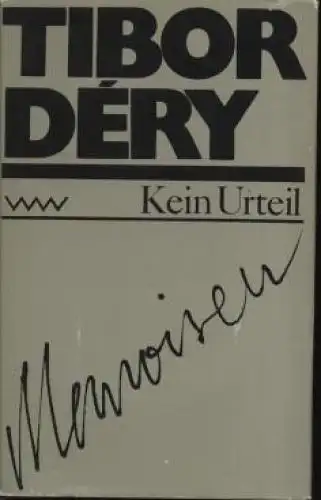 TIBOR
DÉRY
VVV
Kein Urteil
Memoiren